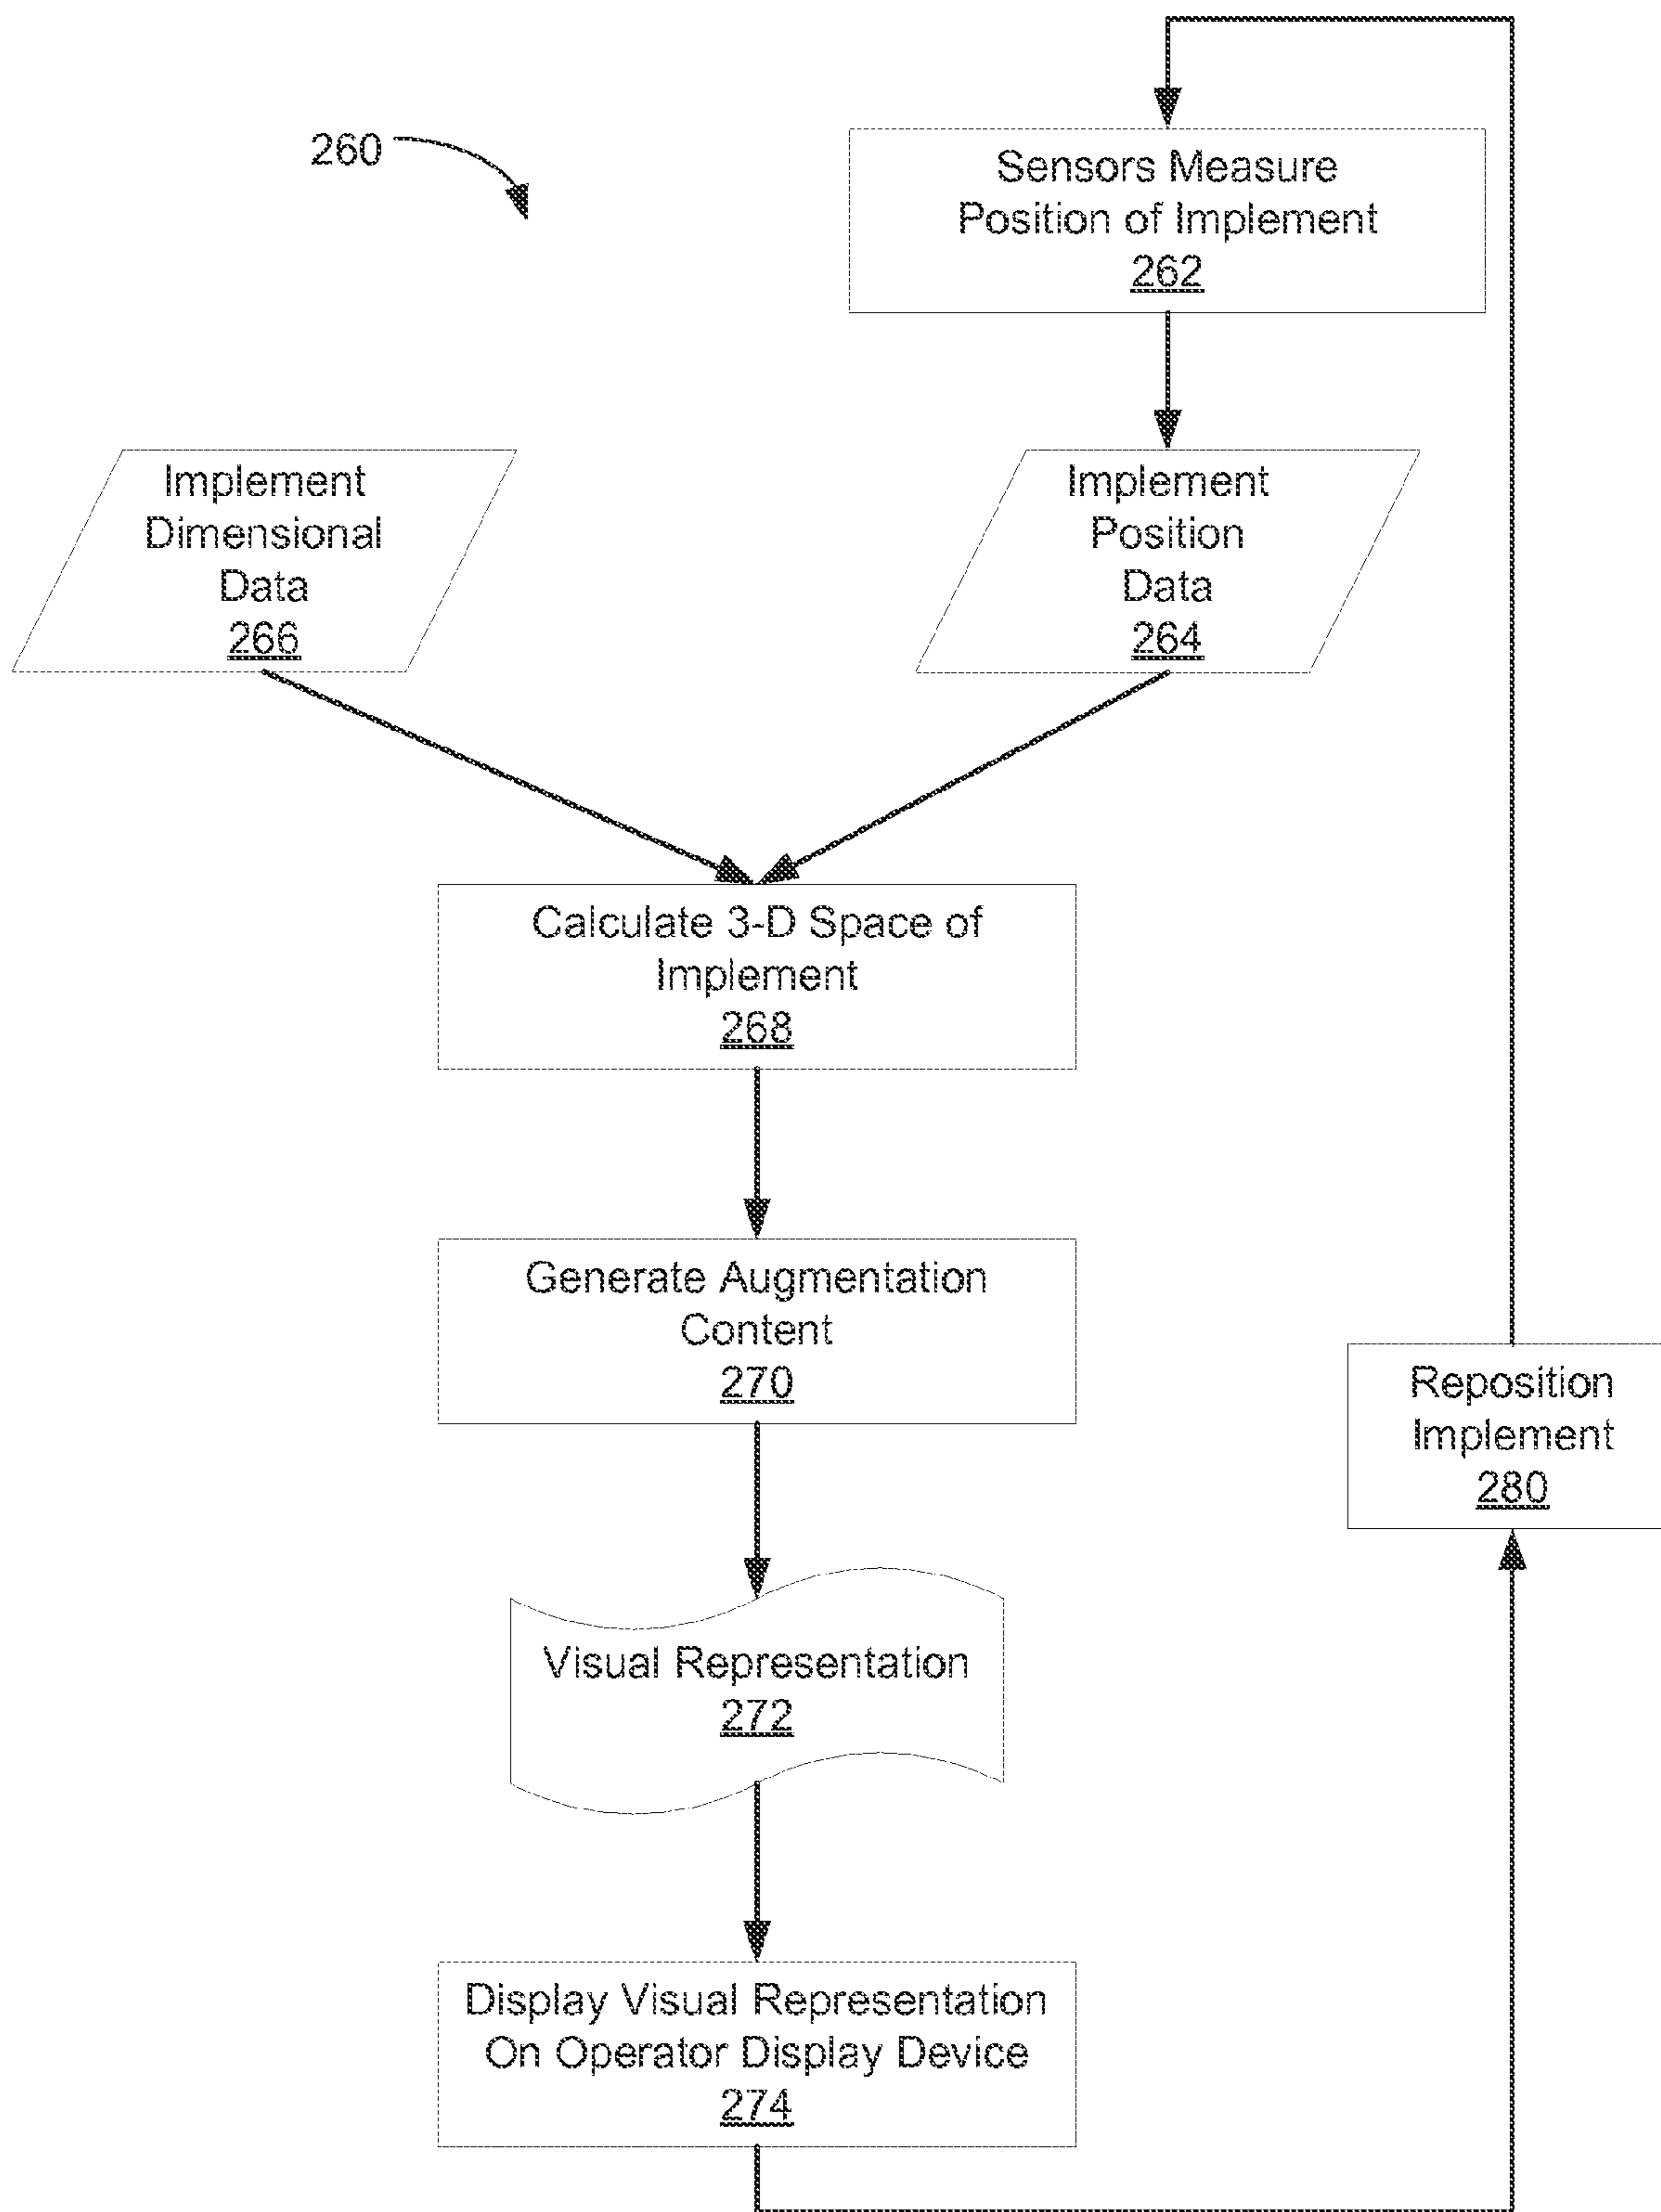 260
Sensors Measure
Position of Implement
262
Implement
Dimensional
Data
266
Implement
Position
Data
264
Calculate 3-D Space of
Implement
268
Generate Augmentation
Content
270
Reposition
Implement
280
Visual Representation
272
Display Visual Representation
On Operator Display Device
274